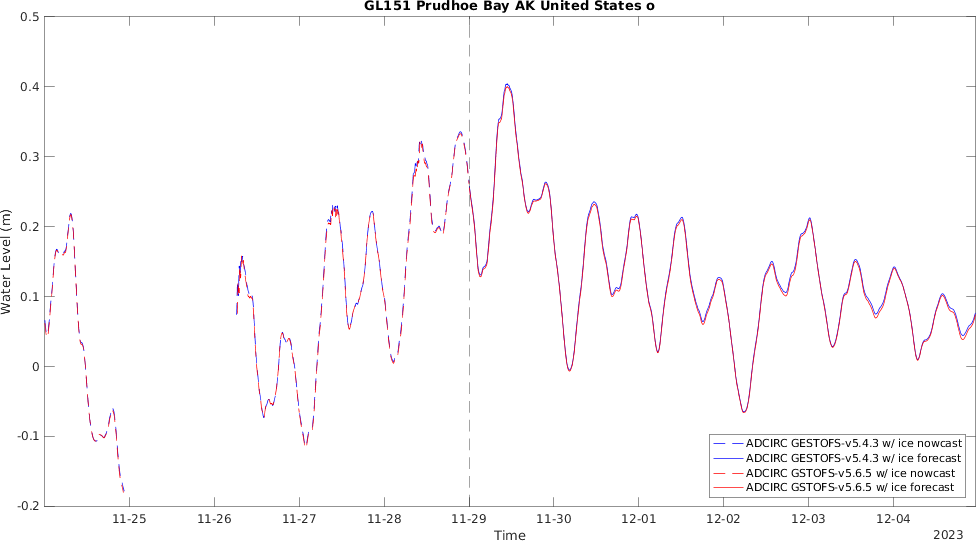 GL151 Prudhoe Bay AK United States o
0.5
0.4
0.3
0.2
0.1
0
-0.1
-0.2
Water Level (m)
11-25 11-26 11-27 11-28 11-29 11-30 12-01 12-02 12-03 12-04
Time
2023
ADCIRC GESTOFS-v5.4.3 w/ ice nowcast
ADCIRC GESTOFS-v5.4.3 w/ ice forecast
ADCIRC GSTOFS-v5.6.5 w/ ice nowcast
ADCIRC GSTOFS-v5.6.5 w/ ice forecast